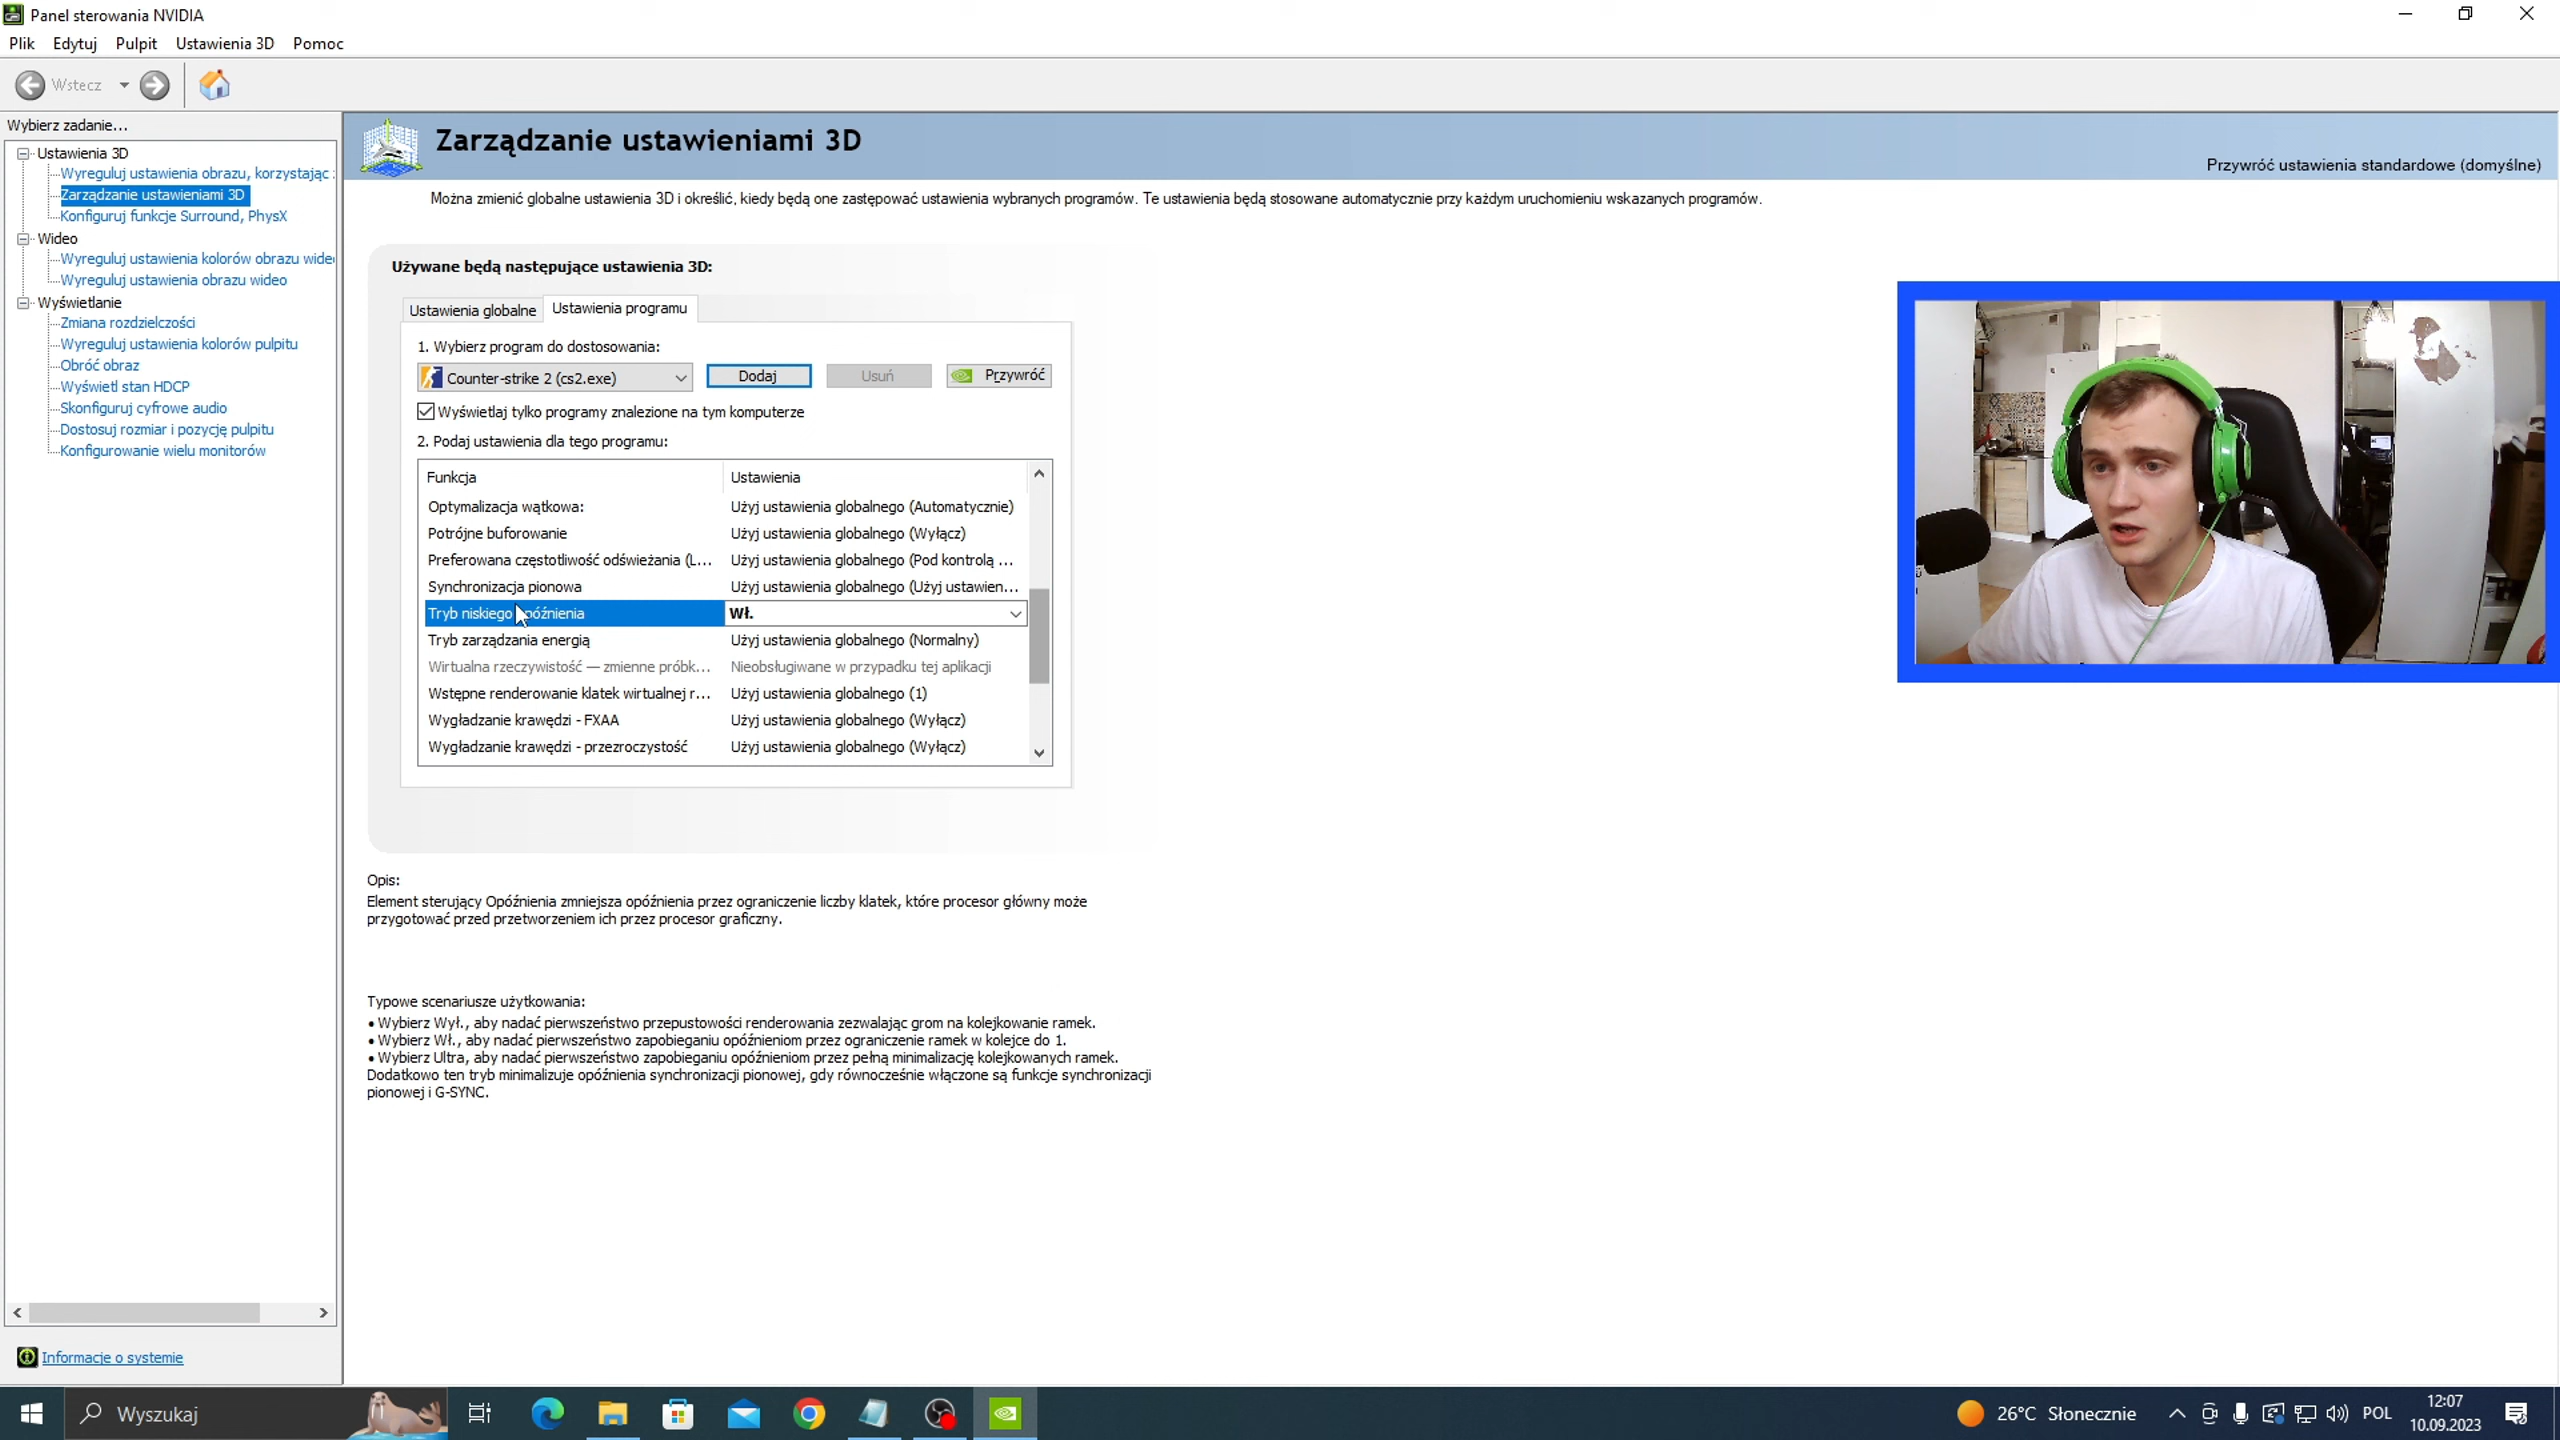 Panel sterowania NVIDIA
Plik Edytuj Pulpit Ustawienia 3D Pomoc
Wstecz
Wybierz zadanie...
Ustawienia 3D
Wyreguluj ustawienia obrazu, korzystając
Zarządzanie ustawieniami 3D
Konfiguruj funkcje Surround, PhysX
Wideo
Wyreguluj ustawienia kolorów obrazu wide
Wyreguluj ustawienia obrazu wideo
Wyświetlanie
Zmiana rozdzielczości
Wyreguluj ustawienia kolorów pulpitu
Obróć obraz
Wyświetl stan HDCP
Skonfiguruj cyfrowe audio
Dostosuj rozmiar i pozycję pulpitu
Konfigurowanie wielu monitorów
Informacje o systemie
Zarządzanie ustawieniami 3D
Przywróć ustawienia standardowe (domyślne)
Można zmienić globalne ustawienia 3D i określić, kiedy będą one zastępować ustawienia wybranych programów. Te ustawienia będą stosowane automatycznie przy każdym uruchomieniu wskazanych programów.
Używane będą następujące ustawienia 3D:
Ustawienia globalne Ustawienia programu
1. Wybierz program do dostosowania:
Counter-strike 2 (cs2.exe) Dodaj Usuń Przywróć
Wyświetlaj tylko programy znalezione na tym komputerze
2. Podaj ustawienia dla tego programu:
Funkcja Ustawienia
Optymalizacja wątkowa: Użyj ustawienia globalnego (Automatycznie)
Potrójne buforowanie Użyj ustawienia globalnego (Wyłącz)
Preferowana częstotliwość odświeżania (L... Użyj ustawienia globalnego (Pod kontrolą ...
Synchronizacja pionowa Użyj ustawienia globalnego (Użyj ustawien...
Tryb niskiego opóźnienia Wł.
Tryb zarządzania energią Użyj ustawienia globalnego (Normalny)
Wirtualna rzeczywistość — zmienne próbk... Nieobsługiwane w przypadku tej aplikacji
Wstępne renderowanie klatek wirtualnej r... Użyj ustawienia globalnego (1)
Wygładzanie krawędzi - FXAA Użyj ustawienia globalnego (Wyłącz)
Wygładzanie krawędzi - przezroczystość Użyj ustawienia globalnego (Wyłącz)
Opis:
Element sterujący Opóźnienia zmniejsza opóźnienia przez ograniczenie liczby klatek, które procesor główny może
przygotować przed przetworzeniem ich przez procesor graficzny.
Typowe scenariusze użytkowania:
• Wybierz Wył., aby nadać pierwszeństwo przepustowości renderowania zezwalając grom na kolejkowanie ramek.
• Wybierz Wł., aby nadać pierwszeństwo zapobieganiu opóźnieniom przez ograniczenie ramek w kolejce do 1.
• Wybierz Ultra, aby nadać pierwszeństwo zapobieganiu opóźnieniom przez pełną minimalizację kolejkowanych ramek.
Dodatkowo ten tryb minimalizuje opóźnienia synchronizacji pionowej, gdy równocześnie włączone są funkcje synchronizacji
pionowej i G-SYNC.
Wyszukaj
26°C Słonecznie
POL
12:07
10.09.2023